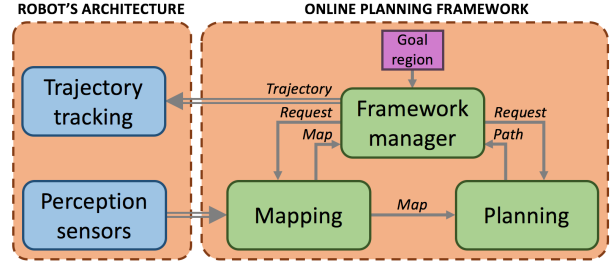 ROBOT'S ARCHITECTURE
ONLINE PLANNING FRAMEWORK
Goal
region
Trajectory
tracking
Trajectory
Framework
manager
Request
Map
Request
Path
Perception
sensors
Mapping
Map
Planning